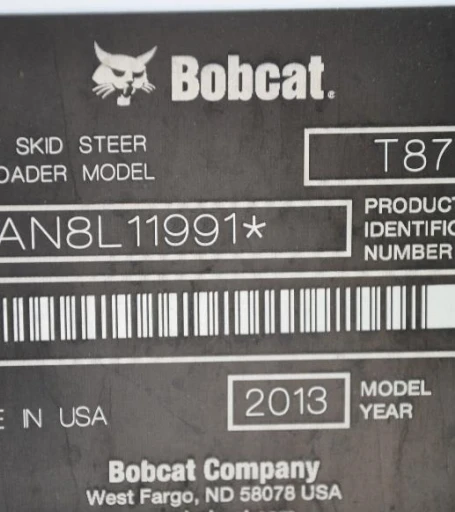 Bobcat.
SKID STEER
OADER MODEL
T87
AN8L11991*
PRODUCT
IDENTIFIC
NUMBER
E IN USA
2013
MODEL
YEAR
Bobcat Company
West Fargo, ND 58078 USA